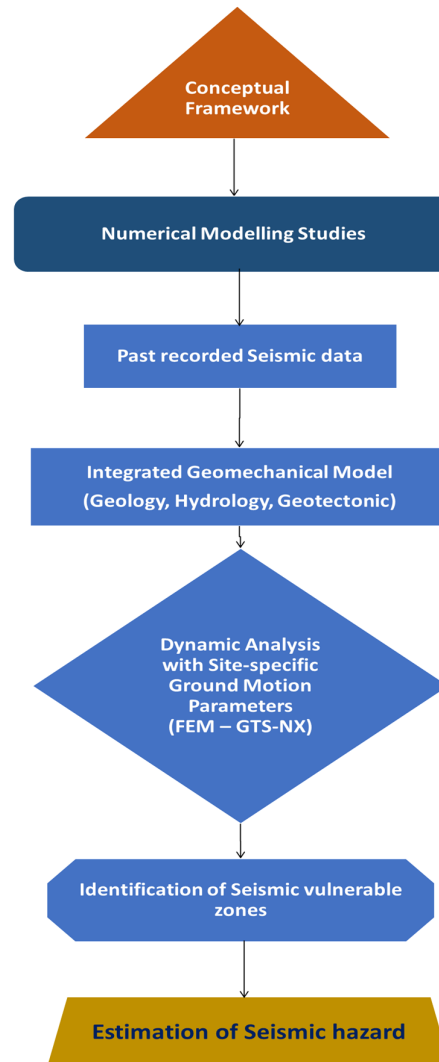 Conceptual
Framework
Numerical Modelling Studies
Past recorded Seismic data
Integrated Geomechanical Model
(Geology, Hydrology, Geotectonic)
Dynamic Analysis
with Site-specific
Ground Motion
Parameters
(FEM – GTS-NX)
Identification of Seismic vulnerable
zones
Estimation of Seismic hazard